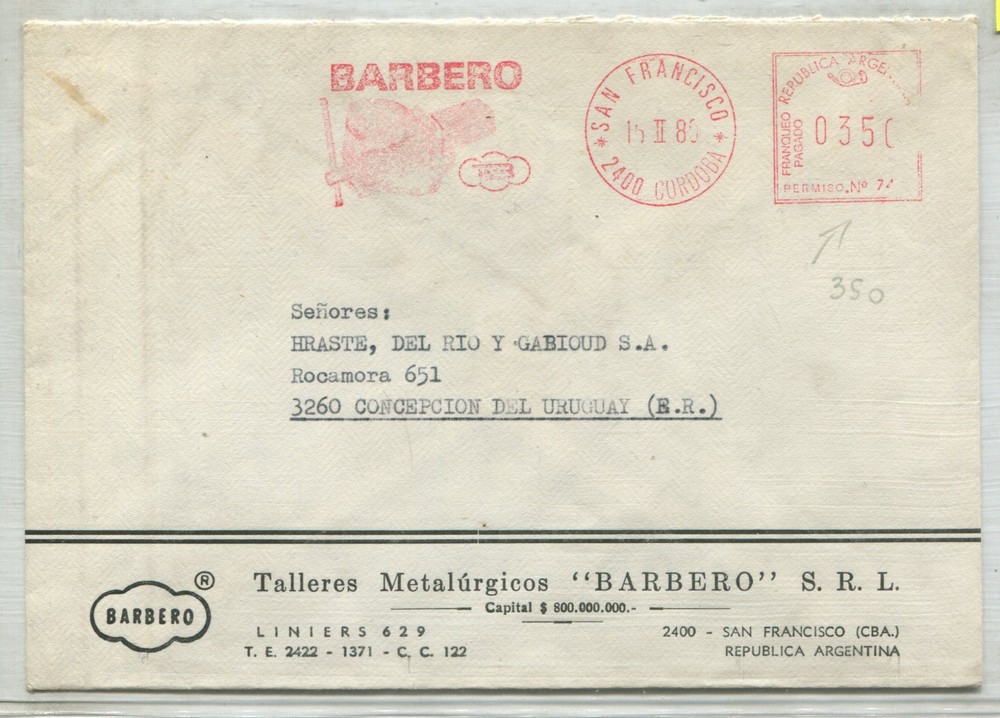 BARBERO
* SAN FRANCISCO *
15 II 8
2400 CORDOBA
REPUBLICA ARGE
FRANQUEO
PAGADO
0350
PERMISO Nº 74
350
Señores:
HRASTE, DEL RIO Y GABIOUD S.A.
Rocamora 651
3260 CONCEPCION DEL URUGUAY (E.R.)
BARBERO ®
Talleres Metalúrgicos "BARBERO" S. R. L.
Capital $ 800.000.000.-
LINIERS 629
T. E. 2422 - 1371 - C. C. 122
2400 - SAN FRANCISCO (CBA.)
REPUBLICA ARGENTINA